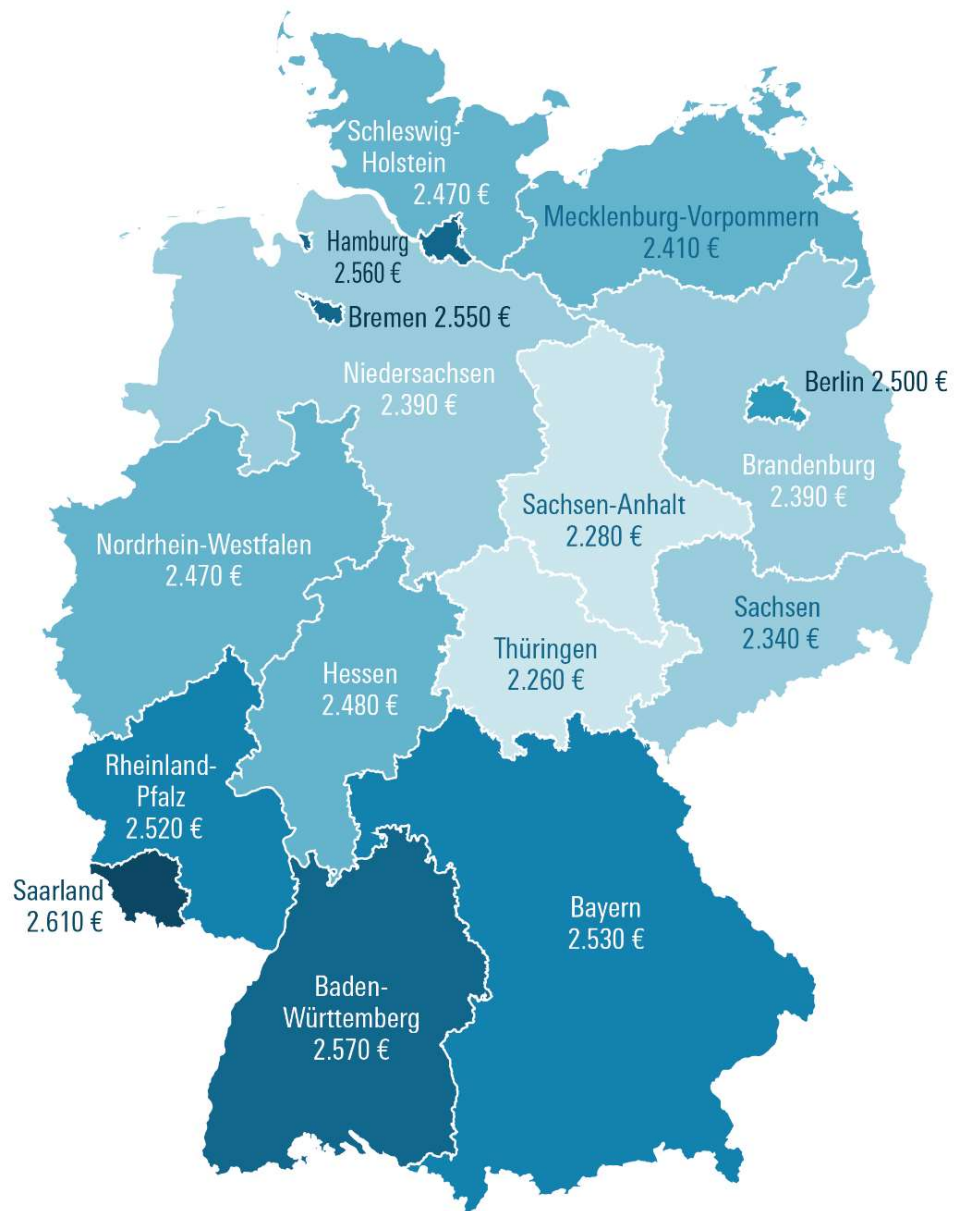 Schleswig-
Holstein
2.470 €
Mecklenburg-Vorpommern
2.410 €
Hamburg
2.560 €
Bremen 2.550 €
Niedersachsen
2.390 €
Berlin 2.500 €
Brandenburg
2.390 €
Sachsen-Anhalt
2.280 €
Nordrhein-Westfalen
2.470 €
Sachsen
2.340 €
Thüringen
2.260 €
Hessen
2.480 €
Rheinland-
Pfalz
2.520 €
Saarland
2.610 €
Bayern
2.530 €
Baden-
Württemberg
2.570 €